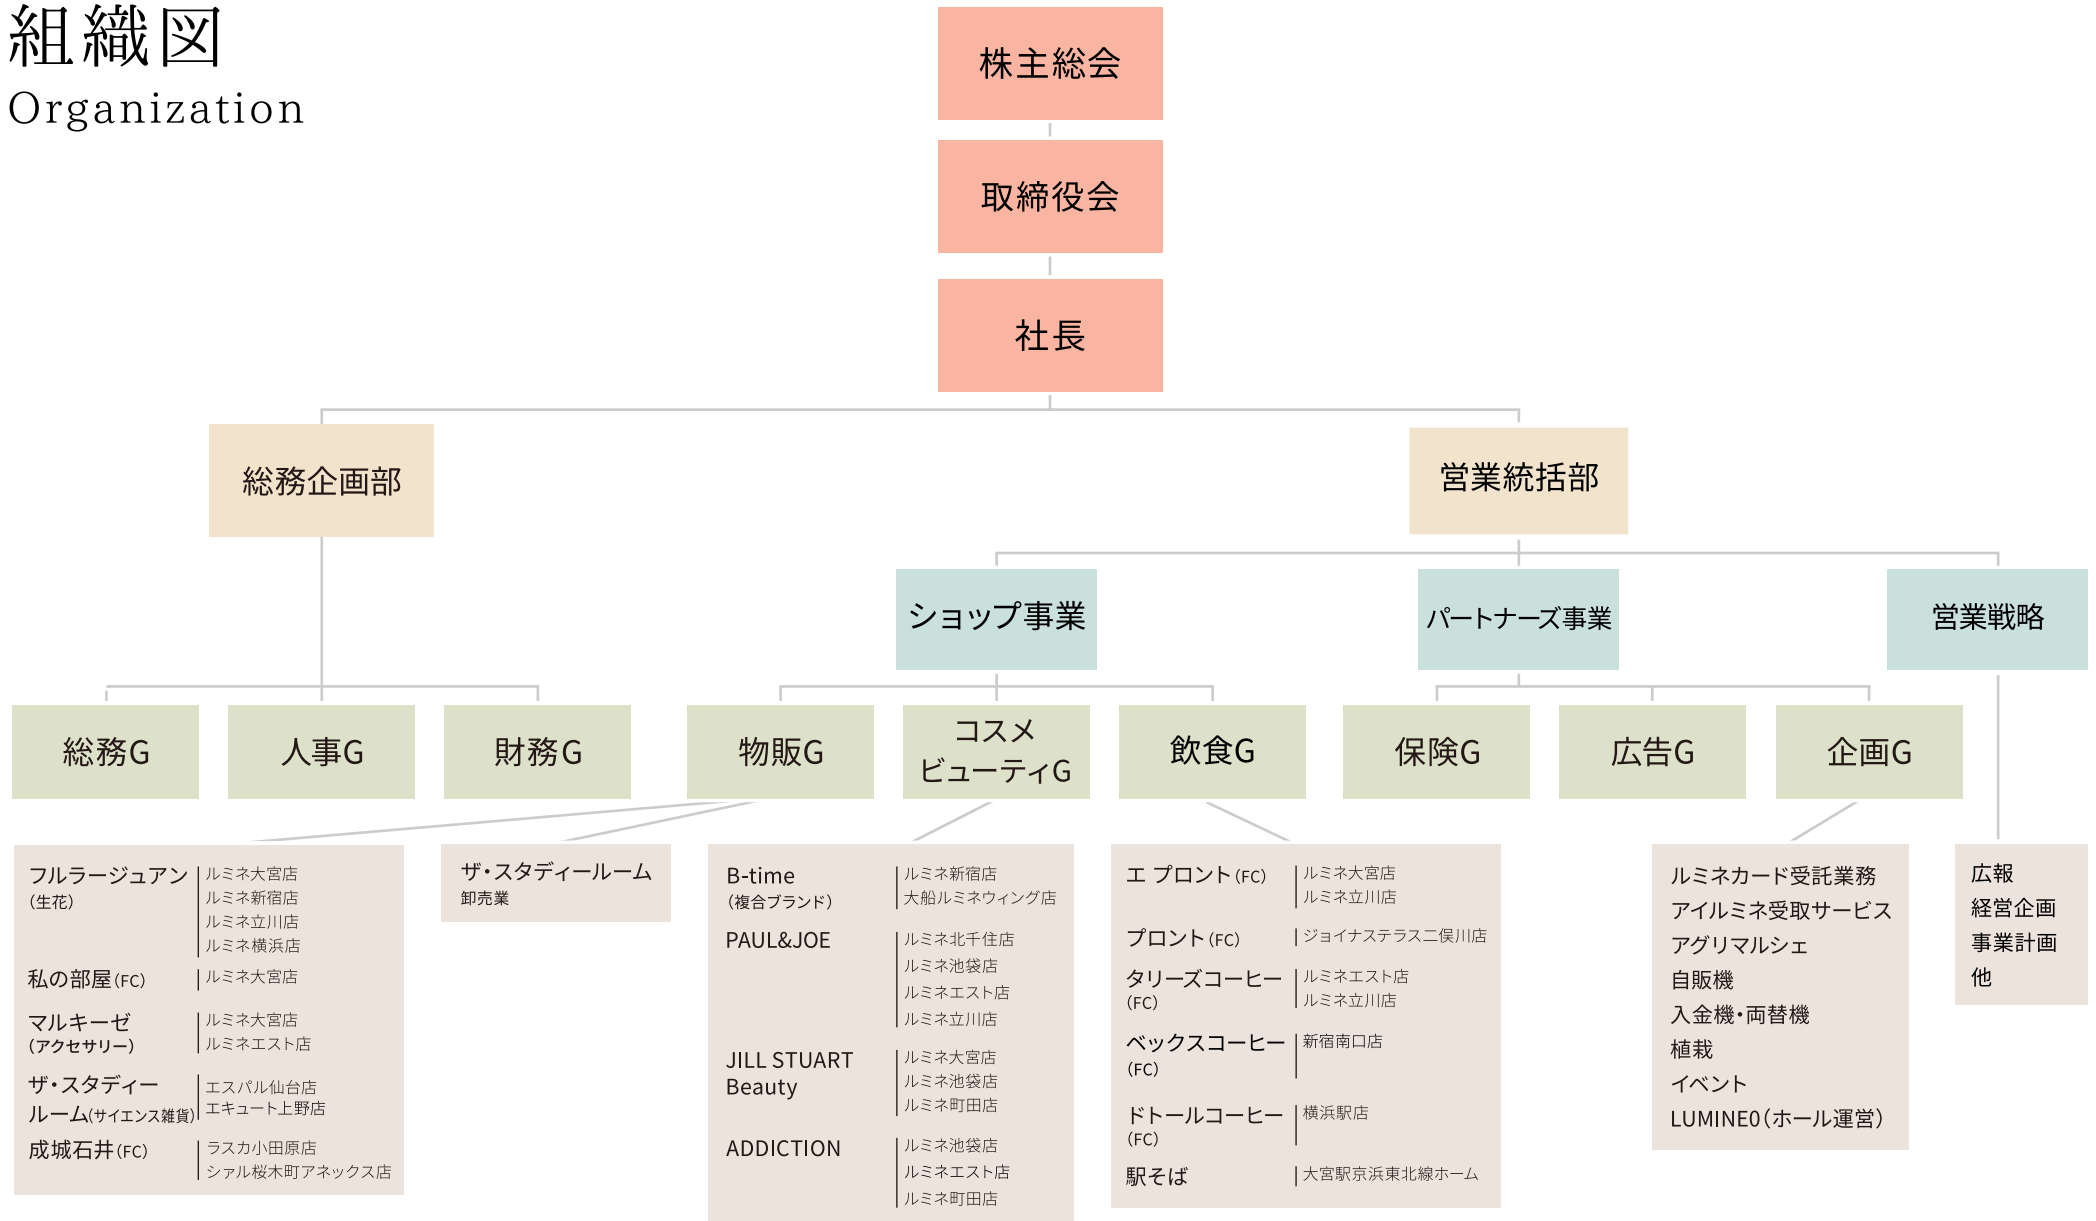 組織図
Organization
株主総会
取締役会
社長
総務企画部
営業統括部
ショップ事業
パートナーズ事業
営業戦略
総務G
人事G
財務G
物販G
コスメ
ビューティG
飲食G
保険G
広告G
企画G
フルラージュアン
（生花）
ルミネ大宮店
ルミネ新宿店
ルミネ立川店
ルミネ横浜店
私の部屋（FC）
ルミネ大宮店
マルキーゼ
（アクセサリー）
ルミネ大宮店
ルミネエスト店
ザ・スタディー
ルーム（サイエンス雑貨）
エスパル仙台店
エキュート上野店
成城石井（FC）
ラスカ小田原店
シァル桜木町アネックス店
ザ・スタディールーム
卸売業
B-time
（複合ブランド）
ルミネ新宿店
大船ルミネウィング店
PAUL&JOE
ルミネ北千住店
ルミネ池袋店
ルミネエスト店
ルミネ立川店
JILL STUART
Beauty
ルミネ大宮店
ルミネ池袋店
ルミネ町田店
ADDICTION
ルミネ池袋店
ルミネエスト店
ルミネ町田店
エ プロント（FC）
ルミネ大宮店
ルミネ立川店
プロント（FC）
ジョイナステラス二俣川店
タリーズコーヒー
（FC）
ルミネエスト店
ルミネ立川店
ベックスコーヒー
（FC）
新宿南口店
ドトールコーヒー
（FC）
横浜駅店
駅そば
大宮駅京浜東北線ホーム
ルミネカード受託業務
アイルミネ受取サービス
アグリマルシェ
自販機
入金機・両替機
植栽
イベント
LUMINE0（ホール運営）
広報
経営企画
事業計画
他